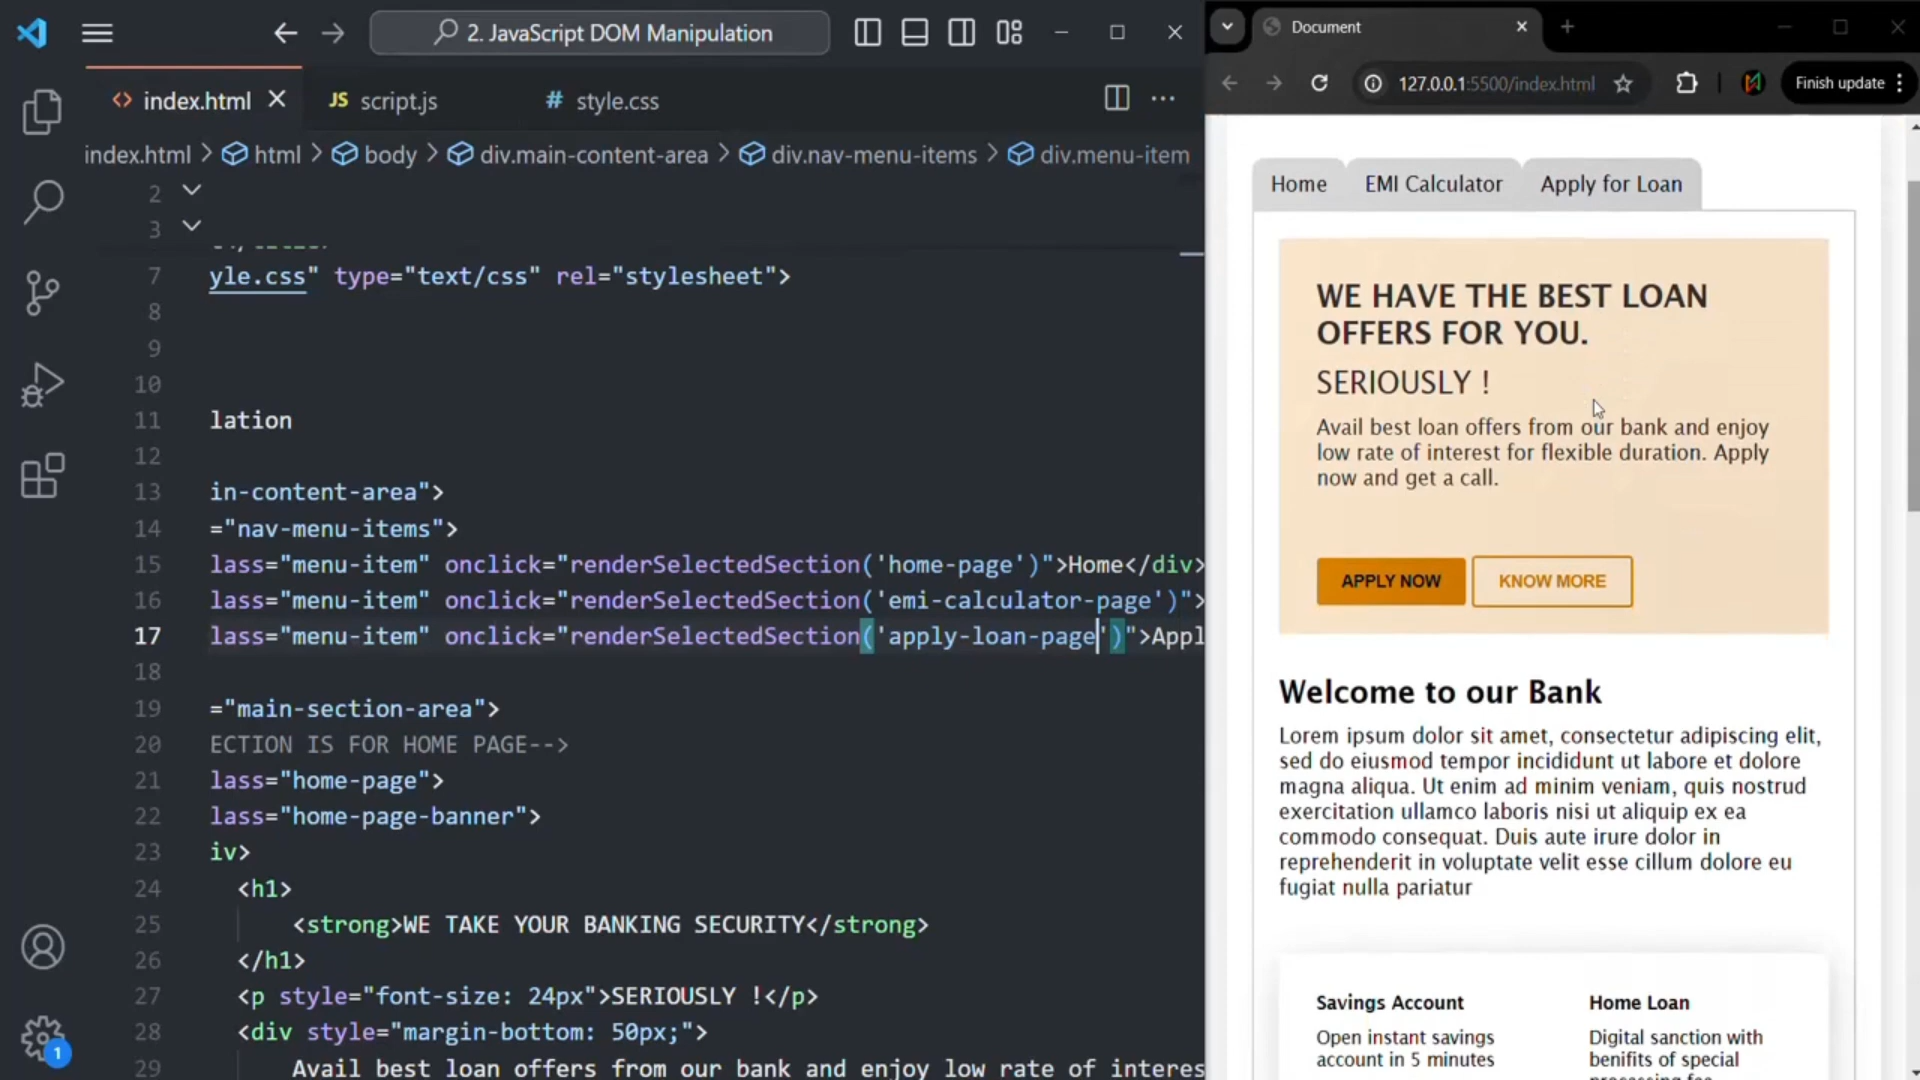 2. JavaScript DOM Manipulation
index.html
JS script.js
# style.css
index.html > html > body > div.main-content-area > div.nav-menu-items > div.menu-item
2
3
7 yle.css" type="text/css" rel="stylesheet">
8
9
10
11 lation
12
13 in-content-area">
14 ="nav-menu-items">
15 lass="menu-item" onclick="renderSelectedSection('home-page')">Home</div>
16 lass="menu-item" onclick="renderSelectedSection('emi-calculator-page')">
17 lass="menu-item" onclick="renderSelectedSection('apply-loan-page')">Appl
18
19 ="main-section-area">
20 ECTION IS FOR HOME PAGE-->
21 lass="home-page">
22 lass="home-page-banner">
23 iv>
24 <h1>
25 <strong>WE TAKE YOUR BANKING SECURITY</strong>
26 </h1>
27 <p style="font-size: 24px">SERIOUSLY !</p>
28 <div style="margin-bottom: 50px;">
29 Avail best loan offers from our bank and enjoy low rate of interes
1
Document
127.0.0.1:5500/index.html
Finish update
Home
EMI Calculator
Apply for Loan
WE HAVE THE BEST LOAN
OFFERS FOR YOU.
SERIOUSLY !
Avail best loan offers from our bank and enjoy
low rate of interest for flexible duration. Apply
now and get a call.
APPLY NOW
KNOW MORE
Welcome to our Bank
Lorem ipsum dolor sit amet, consectetur adipiscing elit,
sed do eiusmod tempor incididunt ut labore et dolore
magna aliqua. Ut enim ad minim veniam, quis nostrud
exercitation ullamco laboris nisi ut aliquip ex ea
commodo consequat. Duis aute irure dolor in
reprehenderit in voluptate velit esse cillum dolore eu
fugiat nulla pariatur
Savings Account
Open instant savings
account in 5 minutes
Home Loan
Digital sanction with
benifits of special